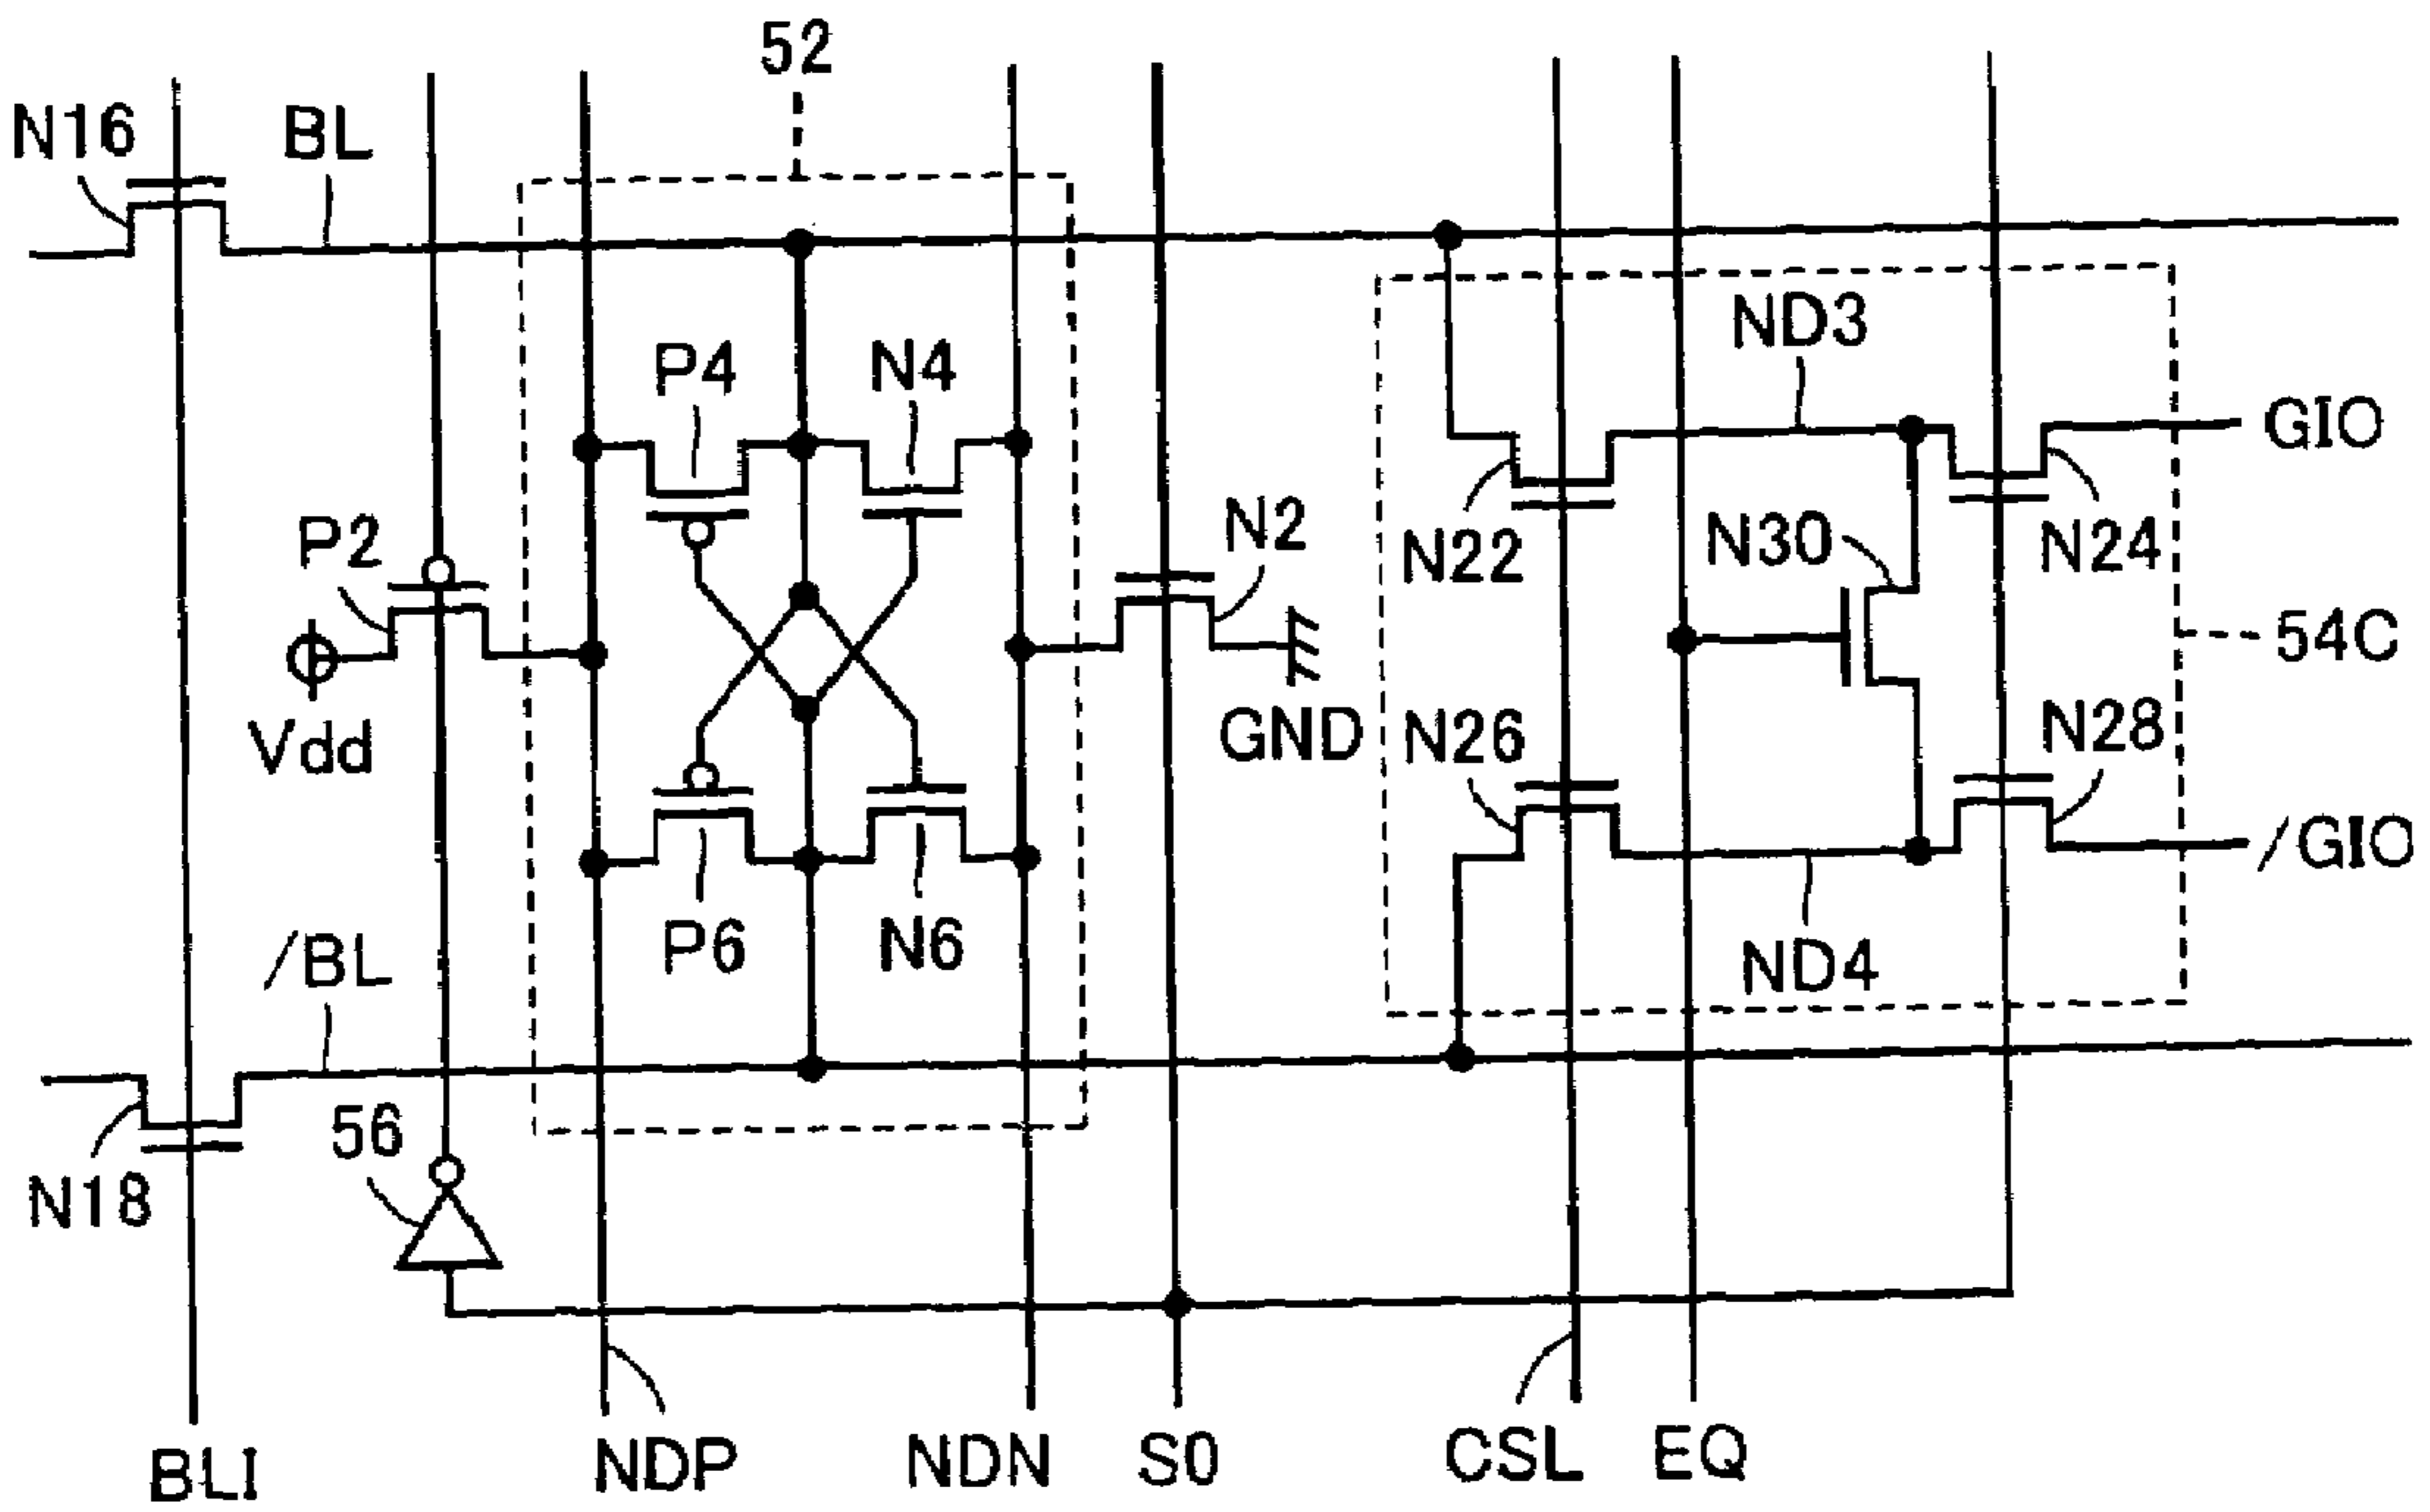 52
N16
BL
ND3
P4
N4
GIO
P2
N2
N22
N30
N24
54C
Vdd
GND
N26
N28
/GIO
P6
N6
/BL
ND4
56
N18
BLI
NDP
NDN
S0
CSL
EQ